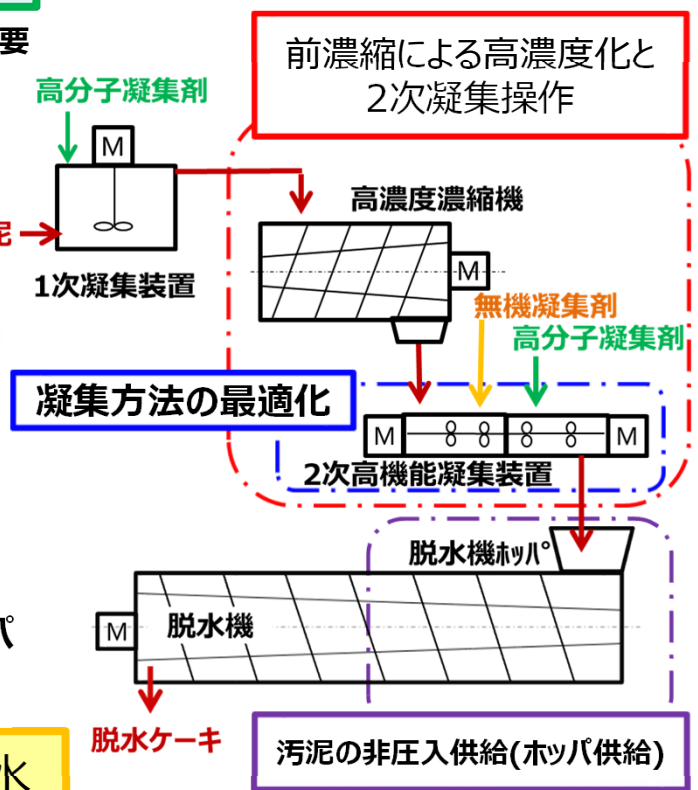 要
前濃縮による高濃度化と
2次凝集操作
高分子凝集剤
M
泥
1次凝集装置
高濃度濃縮機
M
無機凝集剤
高分子凝集剤
凝集方法の最適化
M
M
2次高機能凝集装置
脱水機ホッパ
パ
M
脱水機
脱水ケーキ
汚泥の非圧入供給(ホッパ供給)
水